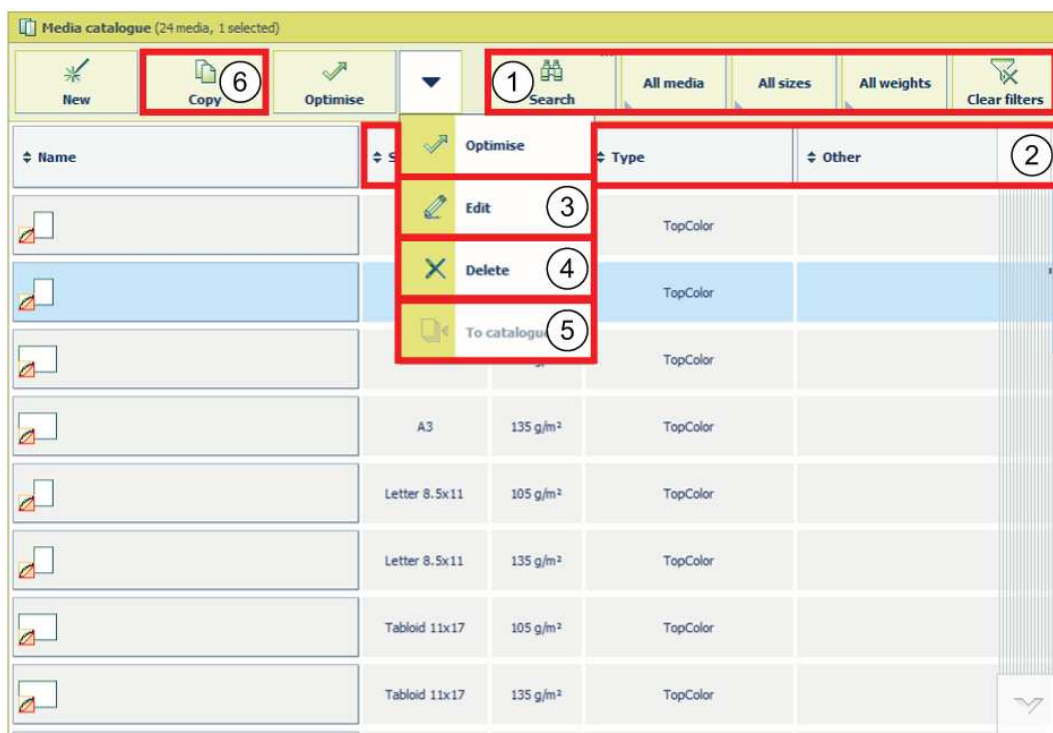 Media catalogue (24 media, 1 selected)
New
Copy
6
Optimise
1
Search
All media
All sizes
All weights
Clear filters
Name
S
Type
Other
2
Optimise
Edit
3
Delete
4
To catalogu
5
TopColor
TopColor
TopColor
A3 135 g/m² TopColor
Letter 8.5x11 105 g/m² TopColor
Letter 8.5x11 135 g/m² TopColor
Tabloid 11x17 105 g/m² TopColor
Tabloid 11x17 135 g/m² TopColor